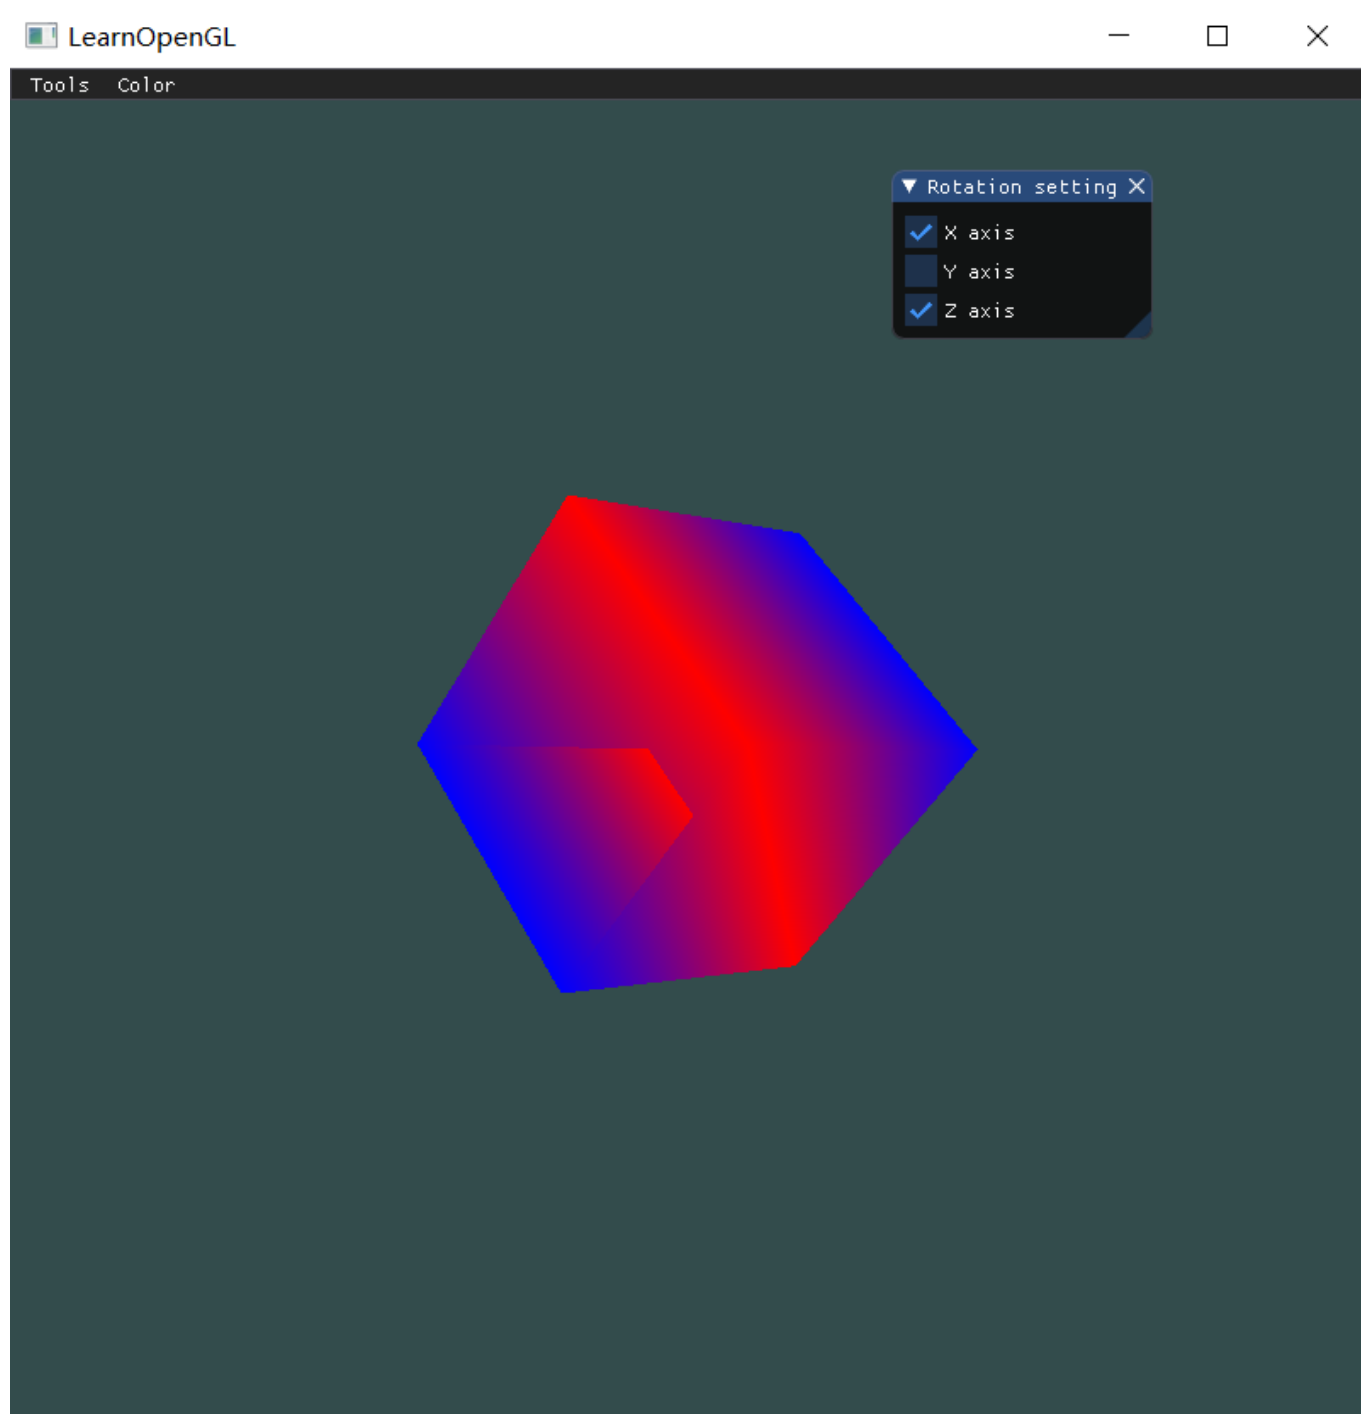 LearnOpenGL
Tools Color
Rotation setting
X axis
Y axis
Z axis